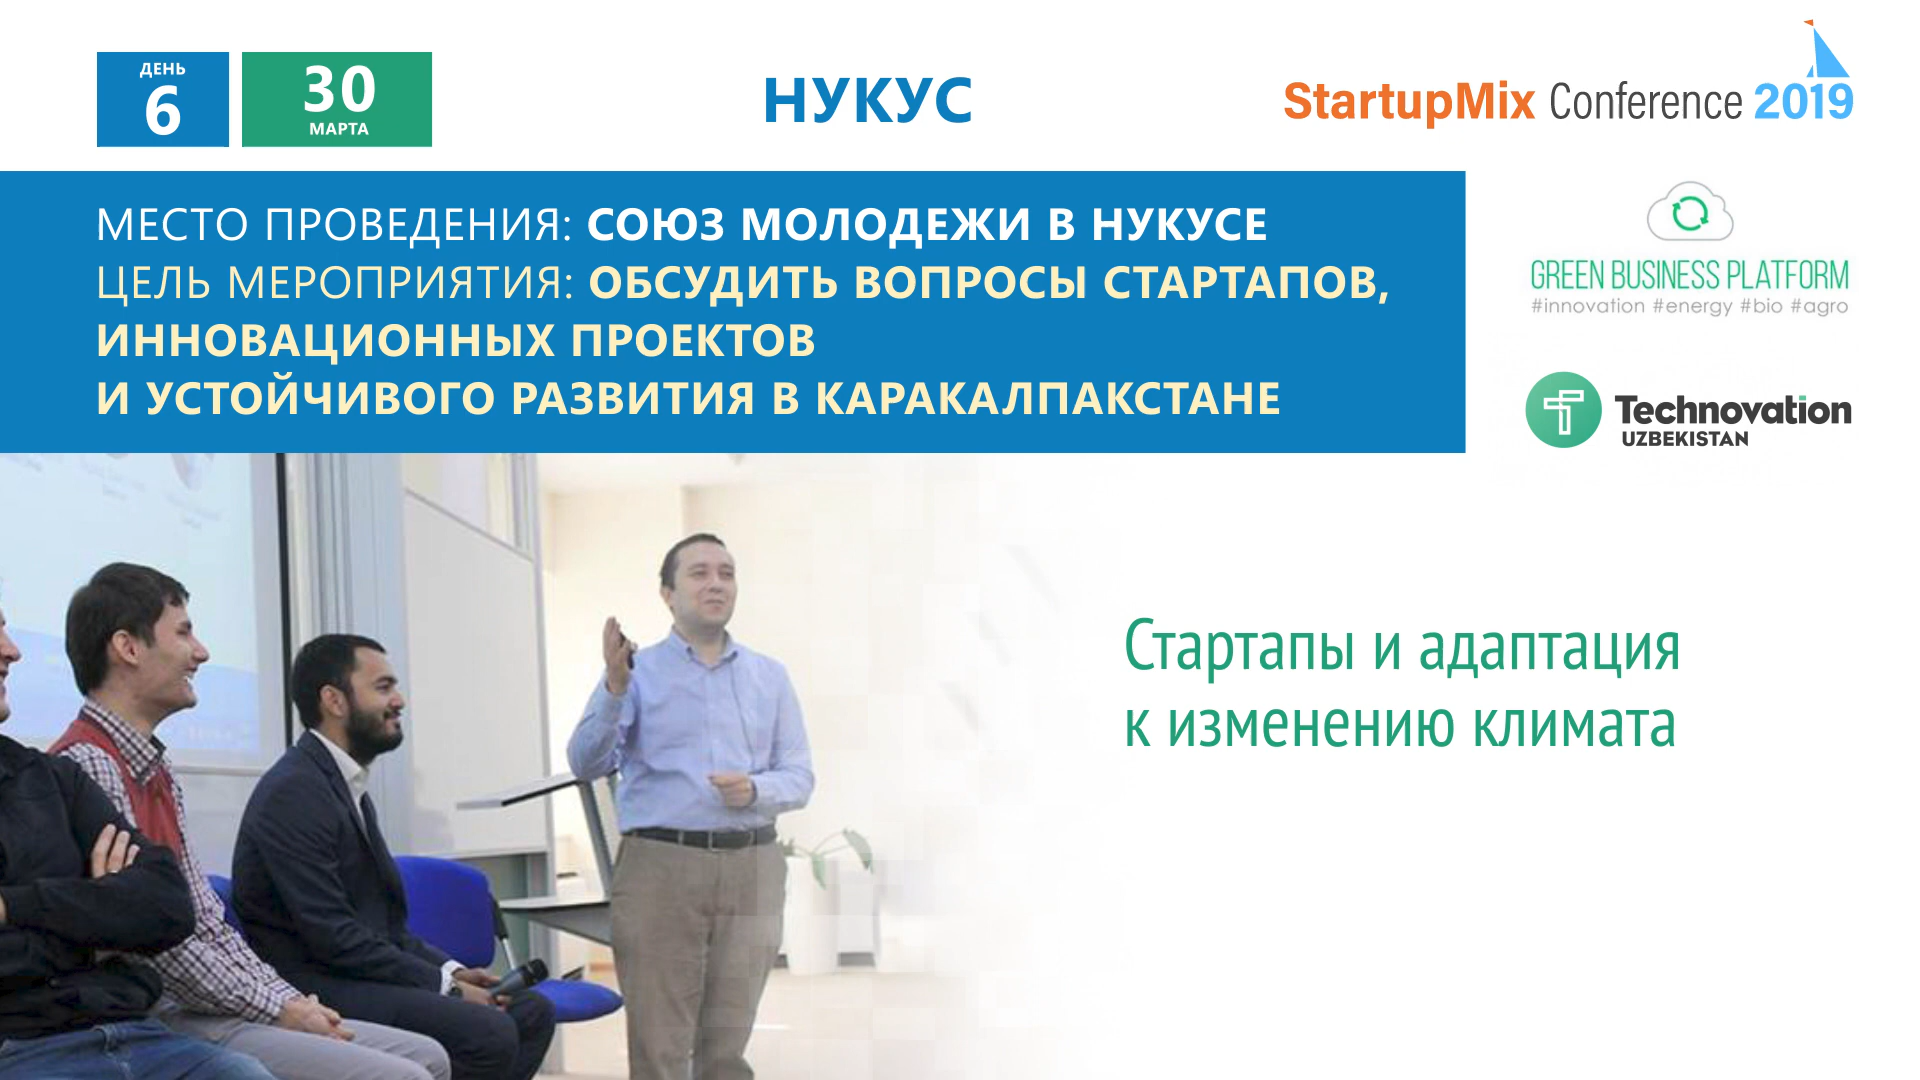 ДЕНЬ
6
30
МАРТА
НУКУС
StartupMix Conference 2019
МЕСТО ПРОВЕДЕНИЯ: СОЮЗ МОЛОДЕЖИ В НУКУСЕ
ЦЕЛЬ МЕРОПРИЯТИЯ: ОБСУДИТЬ ВОПРОСЫ СТАРТАПОВ,
ИННОВАЦИОННЫХ ПРОЕКТОВ
И УСТОЙЧИВОГО РАЗВИТИЯ В КАРАКАЛПАКСТАНЕ
GREEN BUSINESS PLATFORM
#innovation #energy #bio #agro
Technovation
UZBEKISTAN
Стартапы и адаптация
к изменению климата